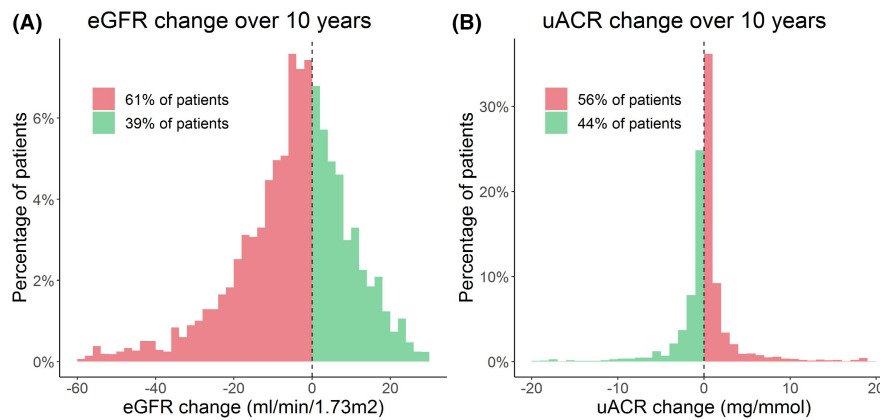 (A) eGFR change over 10 years
61% of patients
39% of patients
Percentage of patients
6%
4%
2%
0%
-60 -40 -20 0 20
eGFR change (ml/min/1.73m2)
(B) uACR change over 10 years
56% of patients
44% of patients
Percentage of patients
30%
20%
10%
0%
-20 -10 0 10 20
uACR change (mg/mmol)